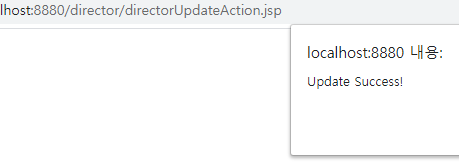 lhost:8880/director/directorUpdateAction.jsp
localhost:8880 내용:
Update Success!